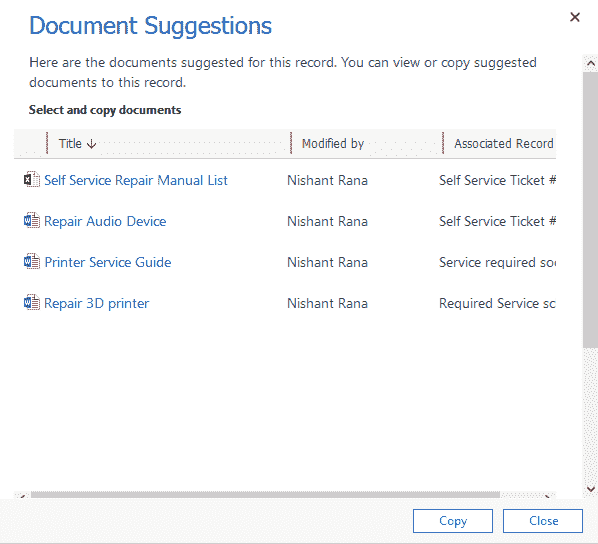 Document Suggestions
Here are the documents suggested for this record. You can view or copy suggested
documents to this record.
Select and copy documents
Title Modified by Associated Record
Self Service Repair Manual List Nishant Rana Self Service Ticket #
Repair Audio Device Nishant Rana Self Service Ticket #
Printer Service Guide Nishant Rana Service required
Repair 3D printer Nishant Rana Required Service
Copy Close